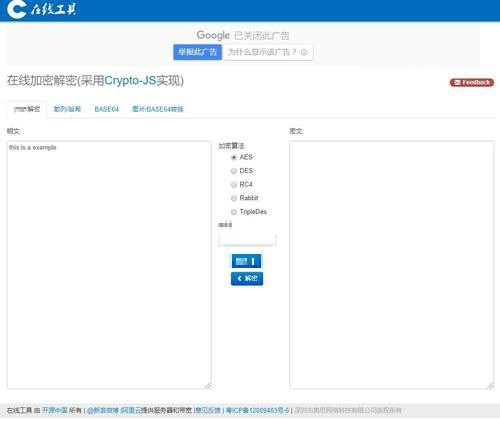 在线工具
Google 已关闭此广告
举报此广告 为什么显示该广告？
在线加密解密(采用Crypto-JS实现)
Feedback
解密 散列/哈希 BASE64 图片/BASE64转换
明文: 加密算法: 密文:
this is a example
AES
DES
RC4
Rabbit
TripleDes
解密
在线工具 由 开源中国 所有 | @新浪微博 |阿里云提供服务器和带宽 |意见反馈 | 粤ICP备12009483号-6 | 深圳市奥思网络科技有限公司版权所有